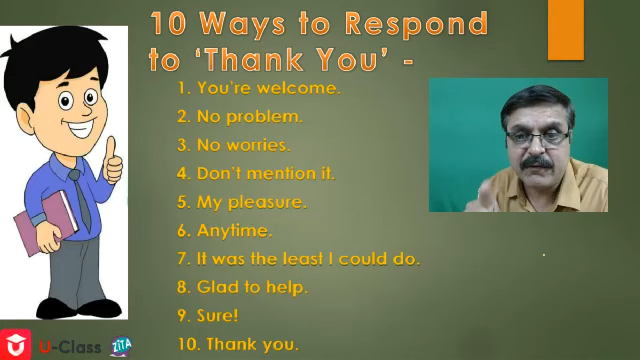 10 Ways to Respond
to ‘Thank You’ -
1. You're welcome.
2. No problem.
3. No worries.
4. Don't mention it.
5. My pleasure.
6. Anytime.
7. It was the least I could do.
8. Glad to help.
9. Sure!
10. Thank you.
U-Class ZiTA